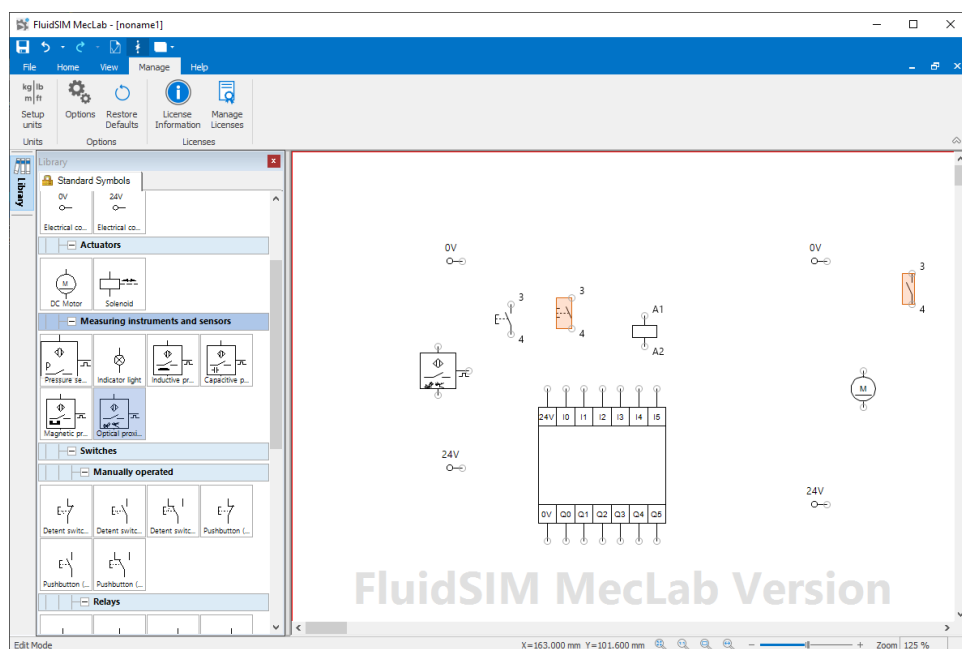 FluidSIM MecLab - [noname1]
File Home View Manage Help
kg lb
m ft
Setup units
Options
Restore Defaults
License Information
Manage Licenses
Units
Options
Licenses
Library
Library
Standard Symbols
0V 24V
Electrical co... Electrical co...
Actuators
M
DC Motor Solenoid
Measuring instruments and sensors
P
Pressure se... Indicator light Inductive pr... Capacitive p...
Magnetic pr... Optical proxi...
Switches
Manually operated
Detent switc... Detent switc... Detent switc... Pushbutton (...
Pushbutton (... Pushbutton (...
Relays
0V
3
4
3
4
A1
A2
0V
3
4
M
24V I0 I1 I2 I3 I4 I5
0V Q0 Q1 Q2 Q3 Q4 Q5
24V
24V
FluidSIM MecLab Version
Edit Mode
X=163.000 mm Y=101.600 mm
Zoom 125 %